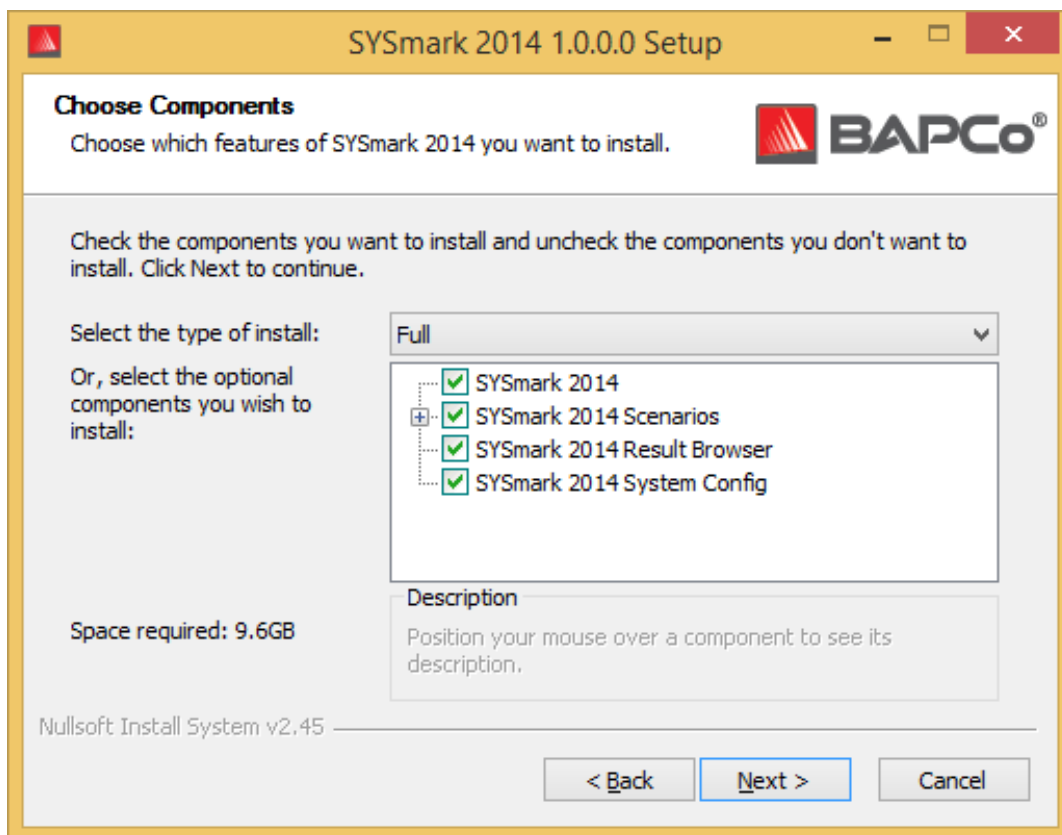 SYSmark 2014 1.0.0.0 Setup
Choose Components
Choose which features of SYSmark 2014 you want to install.
BAPCo®
Check the components you want to install and uncheck the components you don't want to
install. Click Next to continue.
Select the type of install:
Full
Or, select the optional
components you wish to
install:
SYSmark 2014
SYSmark 2014 Scenarios
SYSmark 2014 Result Browser
SYSmark 2014 System Config
Space required: 9.6GB
Description
Position your mouse over a component to see its
description.
Nullsoft Install System v2.45
< Back
Next >
Cancel